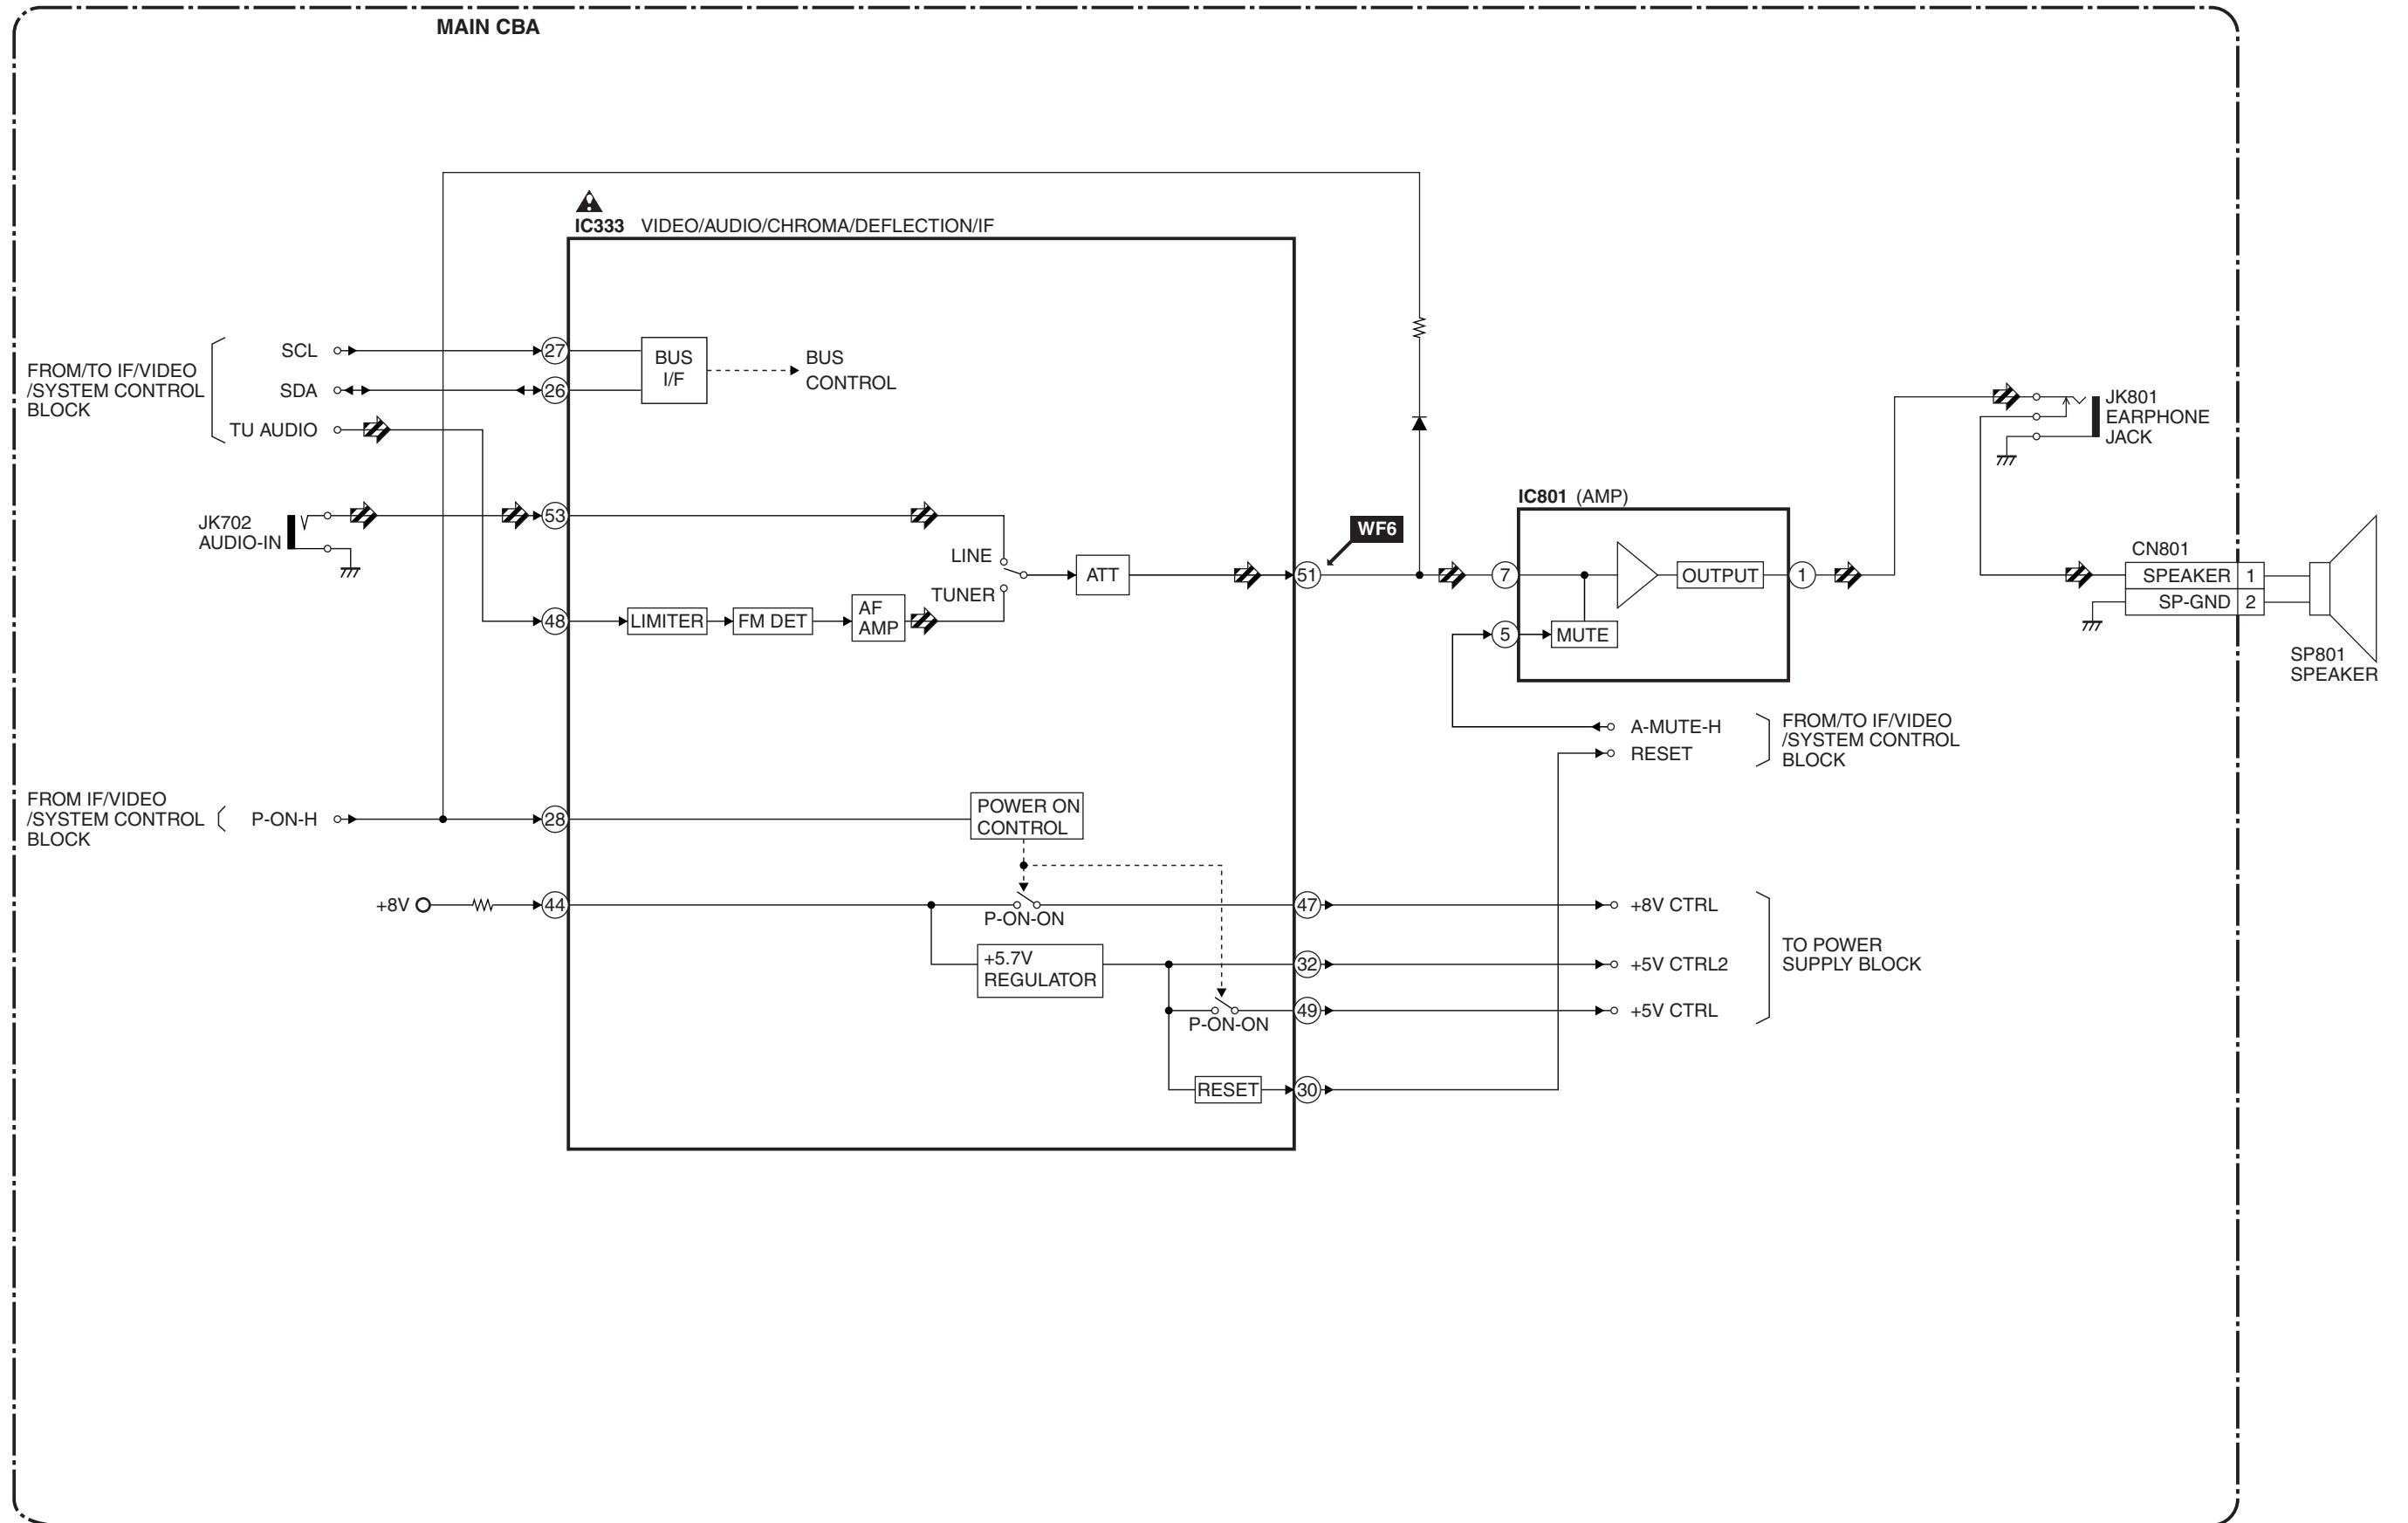 MAIN CBA
IC333 VIDEO/AUDIO/CHROMA/DEFLECTION/IF
FROM/TO IF/VIDEO
/SYSTEM CONTROL
BLOCK
SCL
SDA
TU AUDIO
27
26
BUS
I/F
BUS
CONTROL
JK702
AUDIO-IN
53
48
LIMITER
FM DET
AF
AMP
LINE
TUNER
ATT
51
WF6
IC801 (AMP)
7
5
MUTE
OUTPUT
1
JK801
EARPHONE
JACK
CN801
SPEAKER 1
SP-GND 2
SP801
SPEAKER
A-MUTE-H
RESET
FROM/TO IF/VIDEO
/SYSTEM CONTROL
BLOCK
FROM IF/VIDEO
/SYSTEM CONTROL
BLOCK
P-ON-H
28
POWER ON
CONTROL
+8V
44
P-ON-ON
47
+8V CTRL
+5.7V
REGULATOR
32
+5V CTRL2
P-ON-ON
49
+5V CTRL
TO POWER
SUPPLY BLOCK
RESET
30